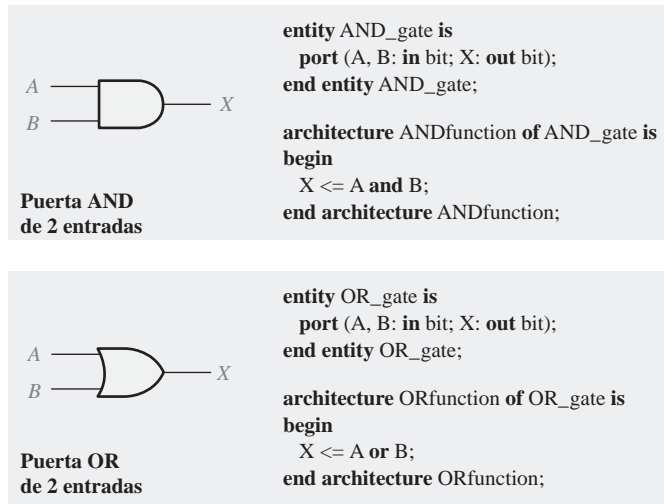 entity AND_gate is
port (A, B: in bit; X: out bit);
end entity AND_gate;
A
B
X
architecture ANDfunction of AND_gate is
begin
X <= A and B;
end architecture ANDfunction;
Puerta AND
de 2 entradas
entity OR_gate is
port (A, B: in bit; X: out bit);
end entity OR_gate;
A
B
X
architecture ORfunction of OR_gate is
begin
X <= A or B;
end architecture ORfunction;
Puerta OR
de 2 entradas